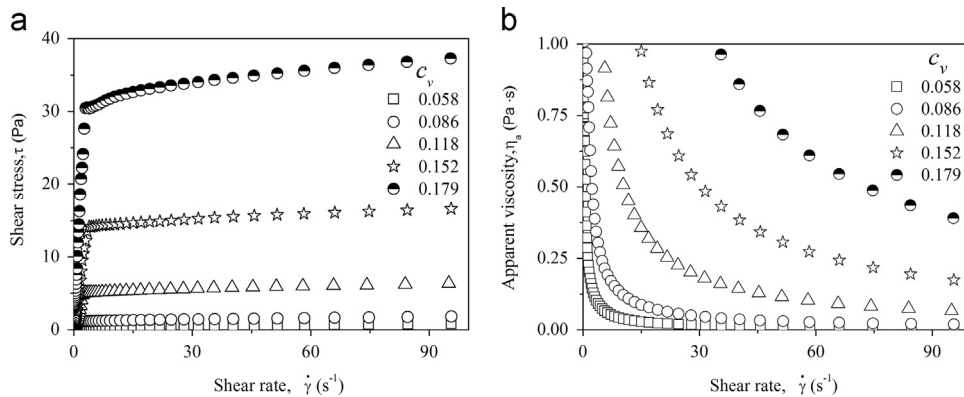 a
40
30
20
10
0
Shear stress,τ (Pa)
c_v
0.058
0.086
0.118
0.152
0.179
0 30 60 90
Shear rate, γ̇ (s⁻¹)
b
1.00
0.75
0.50
0.25
0.00
Apparent viscosity,η_a (Pa·s)
c_v
0.058
0.086
0.118
0.152
0.179
0 15 30 45 60 75 90
Shear rate, γ̇ (s⁻¹)